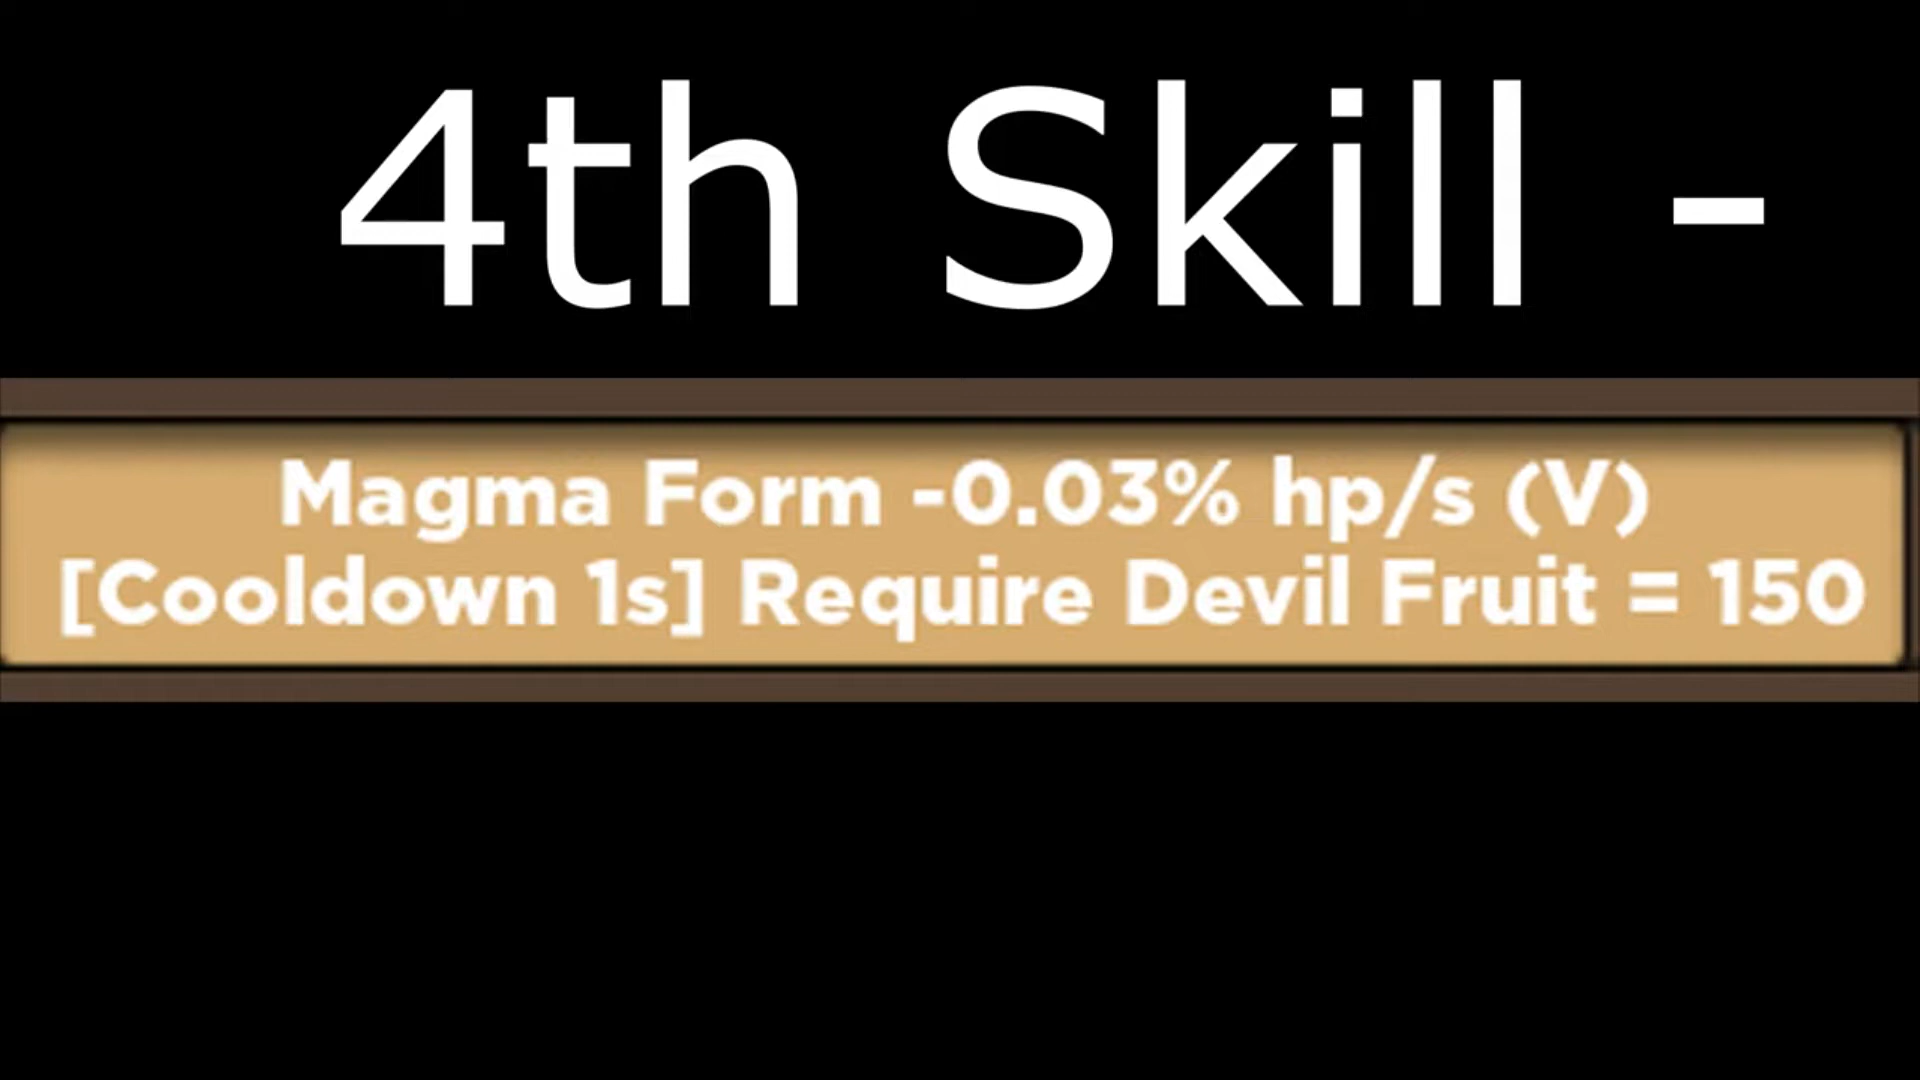 4th Skill -
Magma Form -0.03% hp/s (V)
[Cooldown 1s] Require Devil Fruit = 150